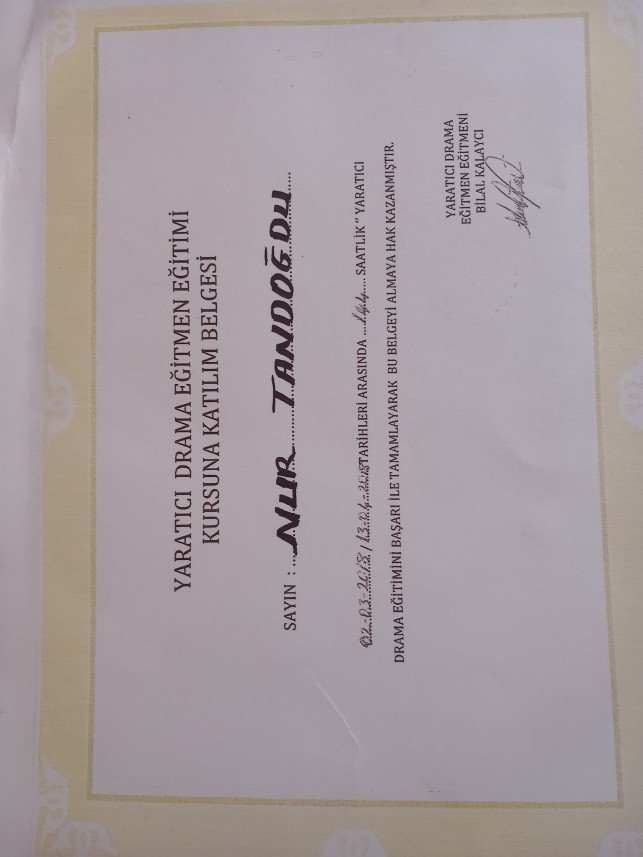 YARATICI DRAMA EĞİTMEN EĞİTİMİ
KURSUNA KATILIM BELGESİ
SAYIN : NUR TANDOĞDU
02.03.2018 / 13.04.2018 TARİHLERİ ARASINDA SAATLİK " YARATICI
DRAMA EĞİTİMİNİ BAŞARI İLE TAMAMLAYARAK BU BELGEYİ ALMAYA HAK KAZANMIŞTIR.
YARATICI DRAMA
EĞİTMEN EĞİTMENİ
BİLAL KALAYCI